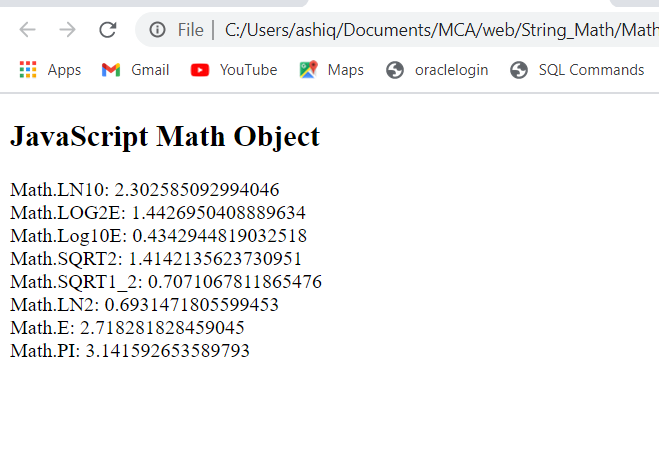 File | C:/Users/ashiq/Documents/MCA/web/String_Math/Math
Apps Gmail YouTube Maps oraclelogin SQL Commands
JavaScript Math Object
Math.LN10: 2.302585092994046
Math.LOG2E: 1.4426950408889634
Math.Log10E: 0.4342944819032518
Math.SQRT2: 1.4142135623730951
Math.SQRT1_2: 0.7071067811865476
Math.LN2: 0.6931471805599453
Math.E: 2.718281828459045
Math.PI: 3.141592653589793